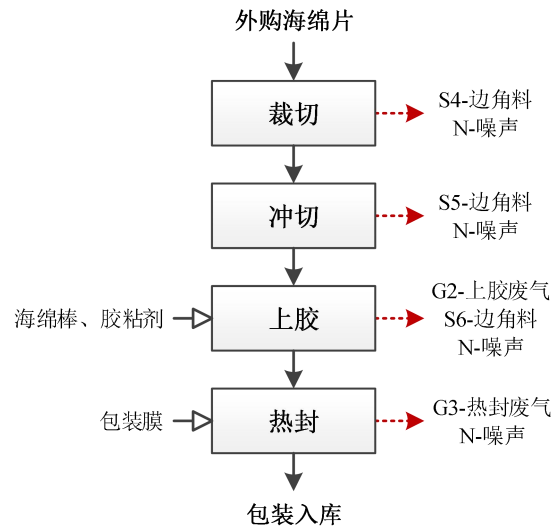 外购海绵片
裁切
S4-边角料
N-噪声
冲切
S5-边角料
N-噪声
海绵棒、胶粘剂
上胶
G2-上胶废气
S6-边角料
N-噪声
包装膜
热封
G3-热封废气
N-噪声
包装入库